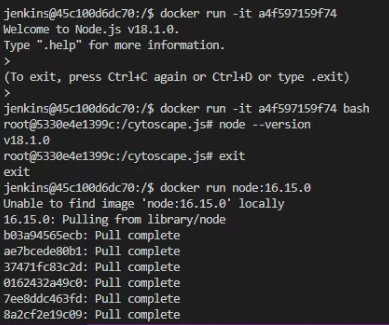 jenkins@45c100d6dc70:/$ docker run -it a4f597159f74
Welcome to Node.js v18.1.0.
Type ".help" for more information.
>
(To exit, press Ctrl+C again or Ctrl+D or type .exit)
>
jenkins@45c100d6dc70:/$ docker run -it a4f597159f74 bash
root@5330e4e1399c:/cytoscape.js# node --version
v18.1.0
root@5330e4e1399c:/cytoscape.js# exit
exit
jenkins@45c100d6dc70:/$ docker run node:16.15.0
Unable to find image 'node:16.15.0' locally
16.15.0: Pulling from library/node
b03a94565ecb: Pull complete
ae7bcede80b1: Pull complete
37471fc83c2d: Pull complete
0162432a49c0: Pull complete
7ee8ddc463fd: Pull complete
8a2cf2e19c09: Pull complete